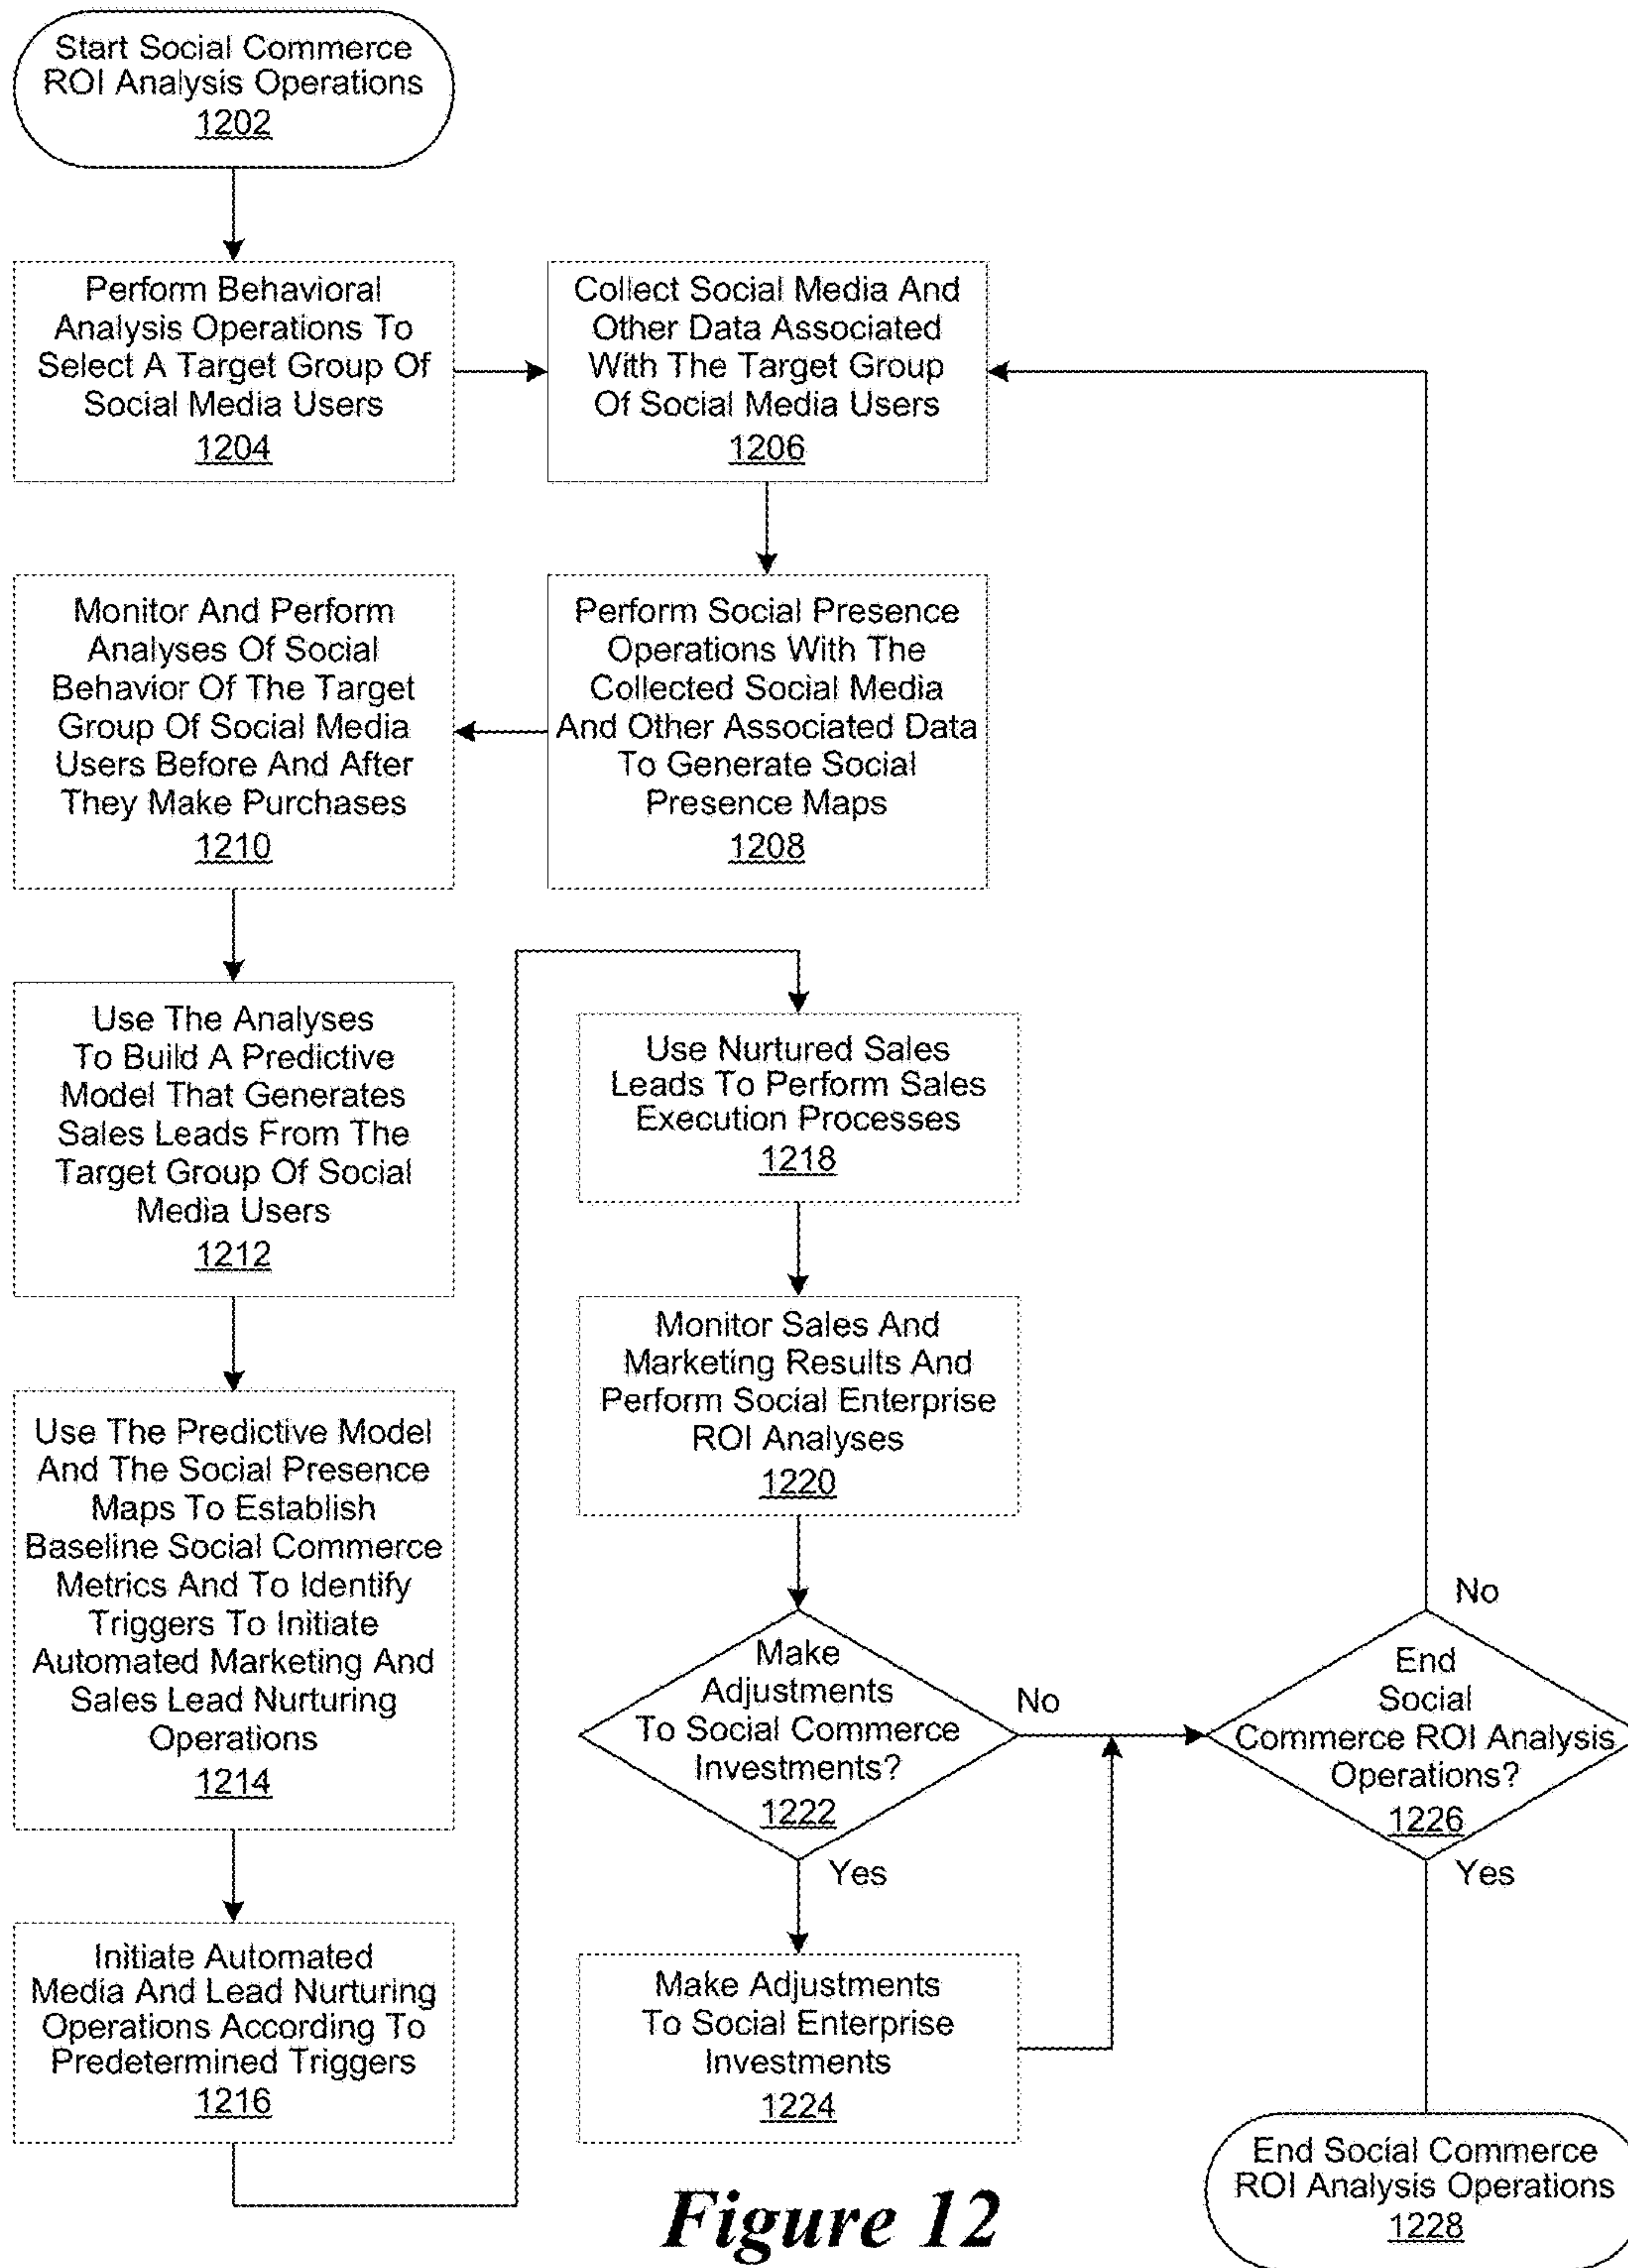 Start Social Commerce
ROI Analysis Operations
1202
Perform Behavioral
Analysis Operations To
Select A Target Group Of
Social Media Users
1204
Collect Social Media And
Other Data Associated
With The Target Group
Of Social Media Users
1206
Perform Social Presence
Operations With The
Collected Social Media
And Other Associated Data
To Generate Social
Presence Maps
1208
Monitor And Perform
Analyses Of Social
Behavior Of The Target
Group Of Social Media
Users Before And After
They Make Purchases
1210
Use The Analyses
To Build A Predictive
Model That Generates
Sales Leads From The
Target Group Of Social
Media Users
1212
Use The Predictive Model
And The Social Presence
Maps To Establish
Baseline Social Commerce
Metrics And To Identify
Triggers To Initiate
Automated Marketing And
Sales Lead Nurturing
Operations
1214
Initiate Automated
Media And Lead Nurturing
Operations According To
Predetermined Triggers
1216
Use Nurtured Sales
Leads To Perform Sales
Execution Processes
1218
Monitor Sales And
Marketing Results And
Perform Social Enterprise
ROI Analyses
1220
Make
Adjustments
To Social Commerce
Investments?
1222
No
Yes
Make Adjustments
To Social Enterprise
Investments
1224
End
Social
Commerce ROI Analysis
Operations?
1226
No
Yes
End Social Commerce
ROI Analysis Operations
1228
Figure 12